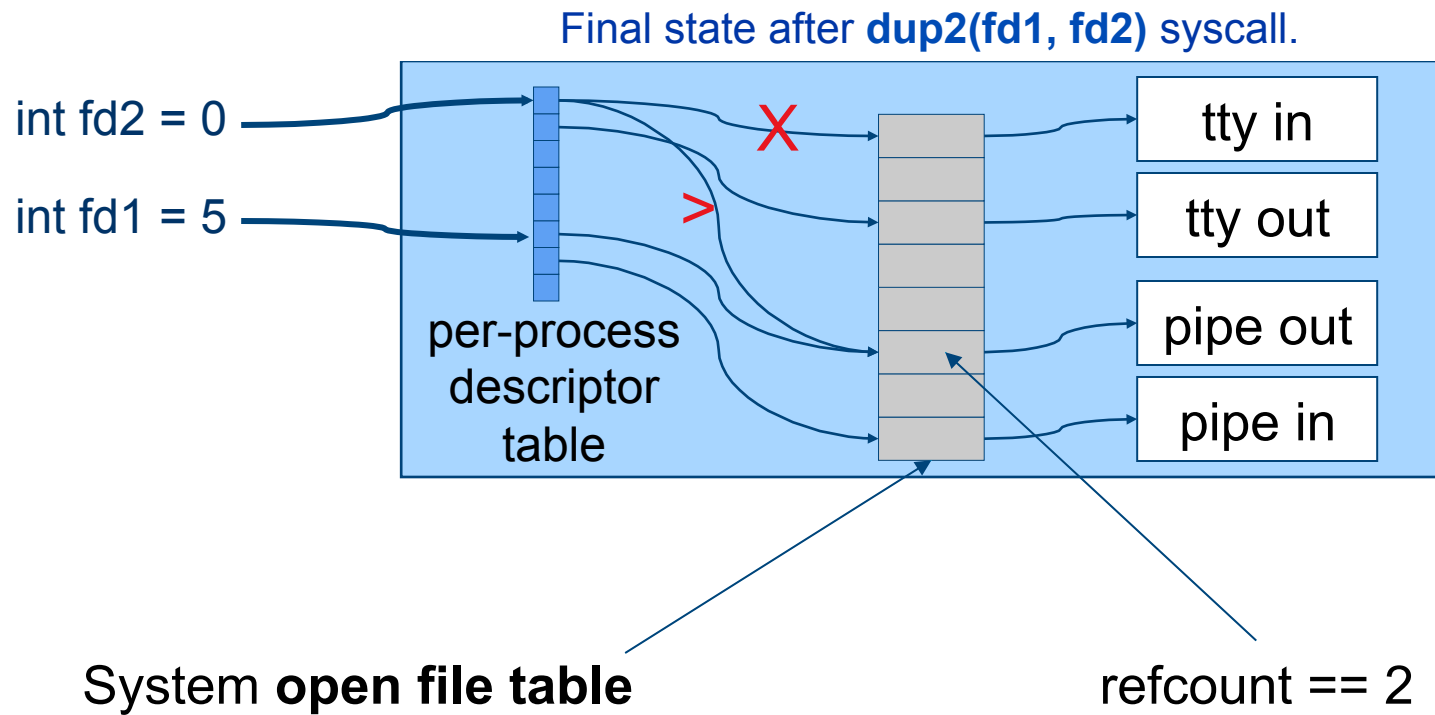 Final state after dup2(fd1, fd2) syscall.
int fd2 = 0
int fd1 = 5
X
>
tty in
tty out
pipe out
pipe in
per-process
descriptor
table
System open file table
refcount == 2